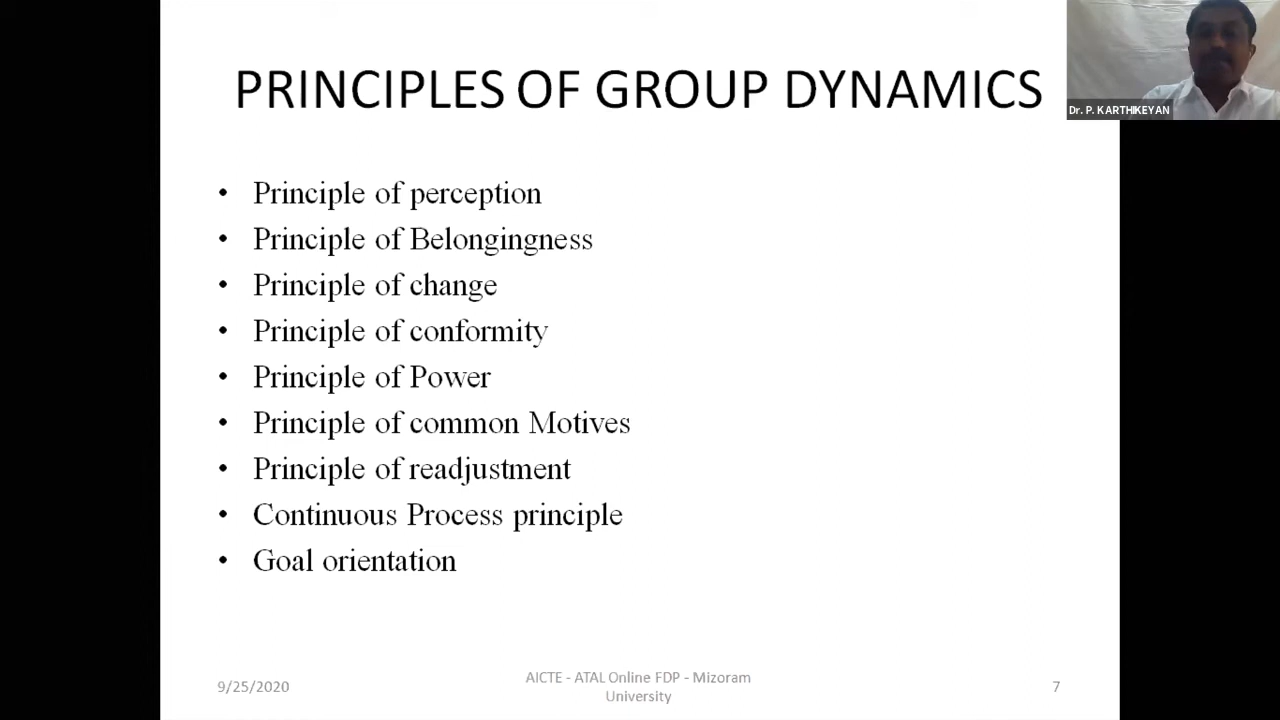 PRINCIPLES OF GROUP DYNAMICS
Dr. P. KARTHIKEYAN
• Principle of perception
• Principle of Belongingness
• Principle of change
• Principle of conformity
• Principle of Power
• Principle of common Motives
• Principle of readjustment
• Continuous Process principle
• Goal orientation
9/25/2020
AICTE - ATAL Online FDP - Mizoram
University
7